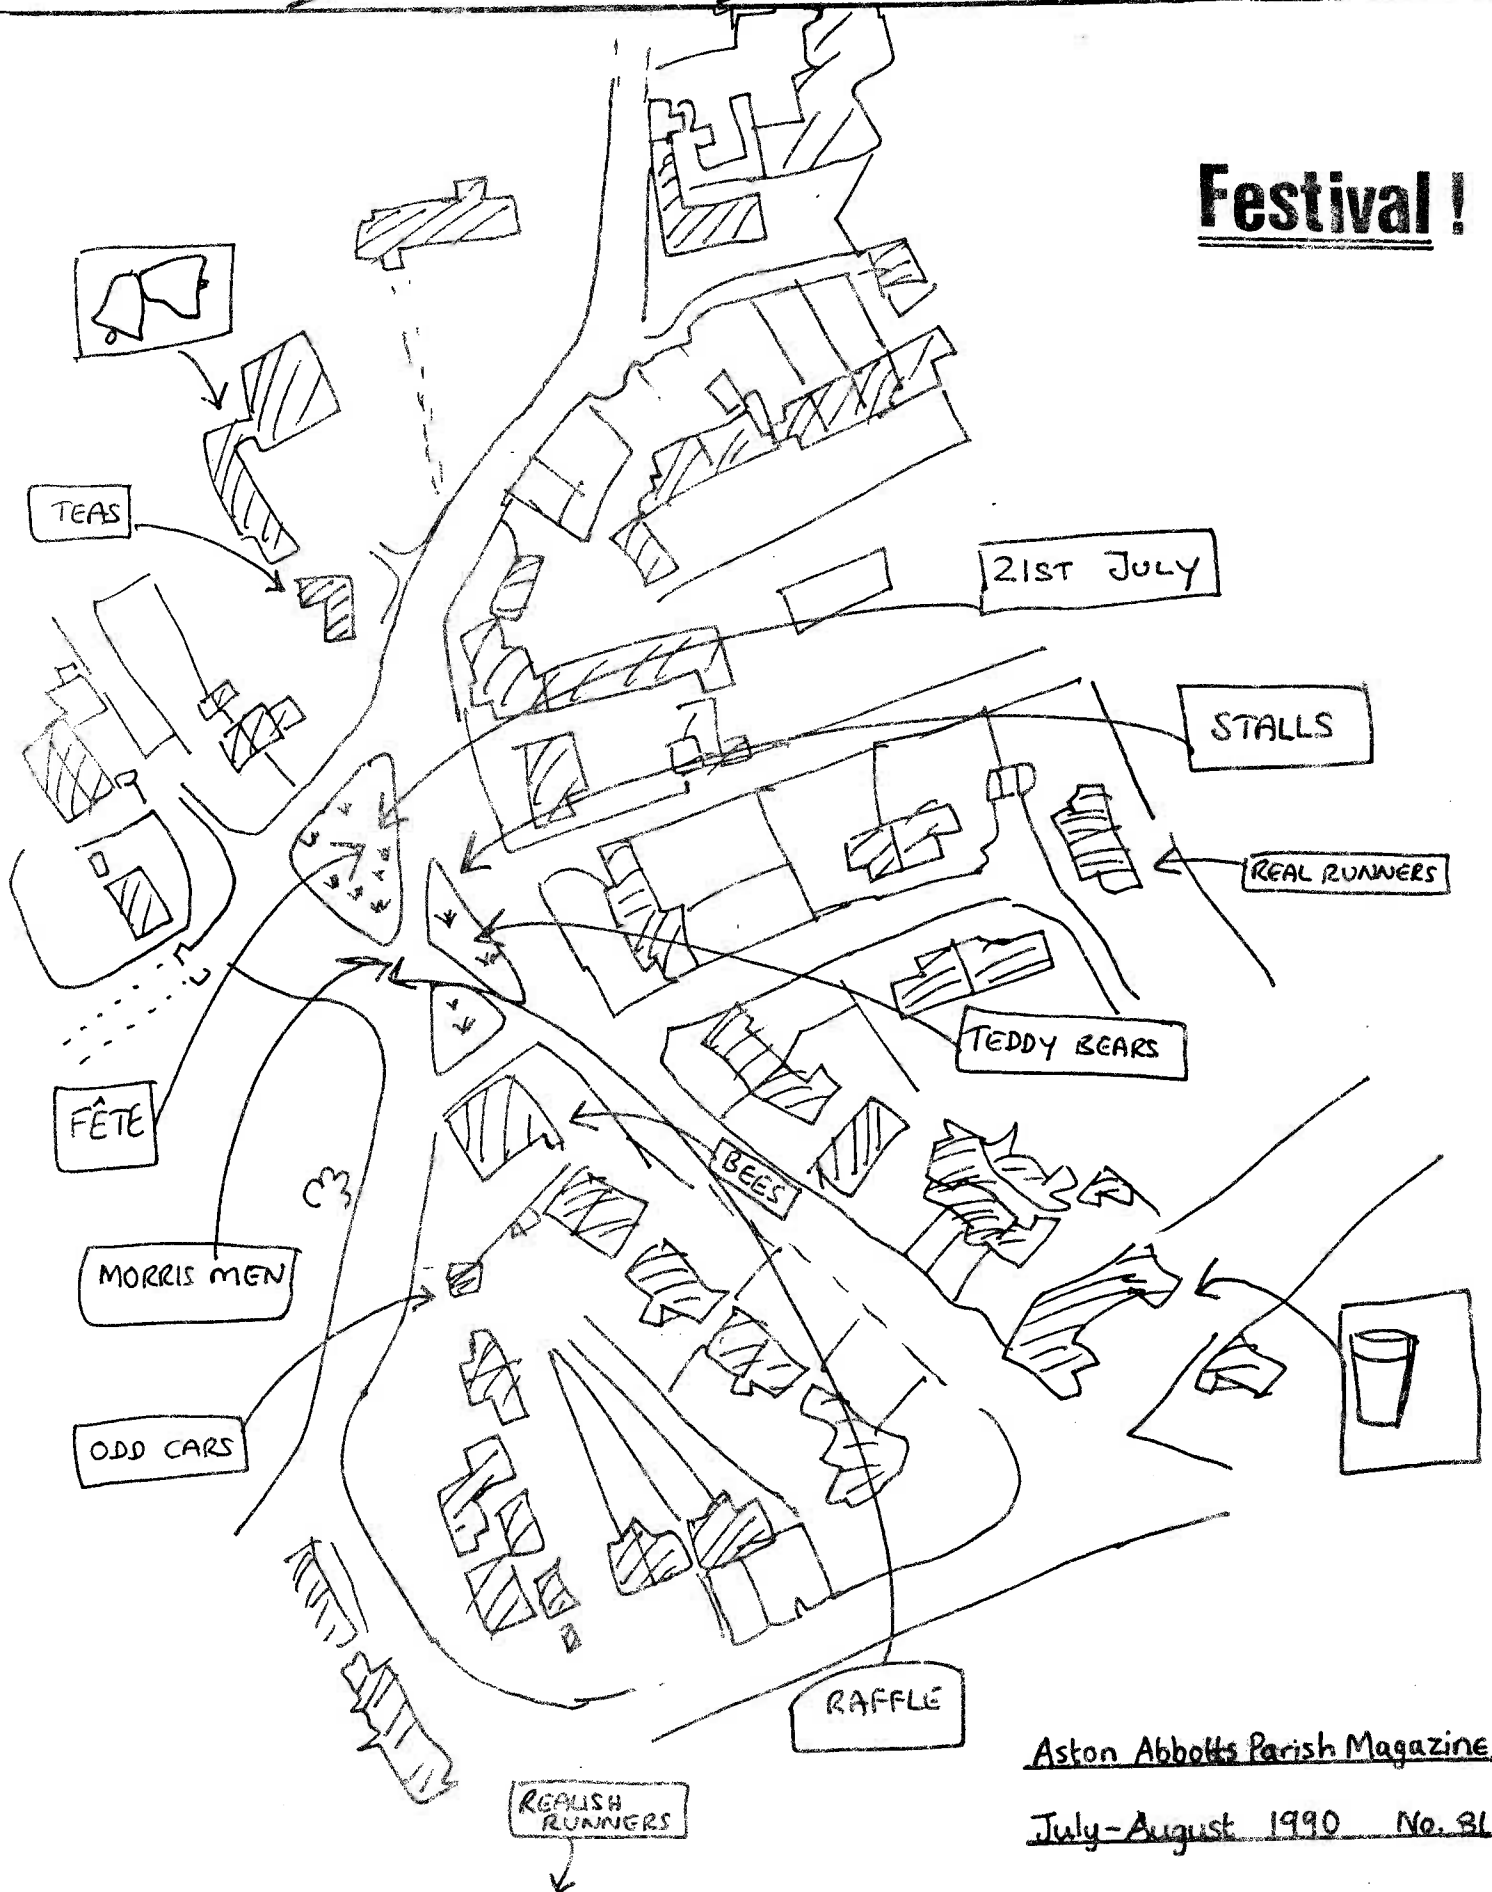 Festival !
TEAS
21ST JULY
STALLS
REAL RUNNERS
TEDDY BEARS
FÊTE
BEES
MORRIS MEN
ODD CARS
RAFFLE
REALISH
RUNNERS
Aston Abbotts Parish Magazine
July-August 1990 No.